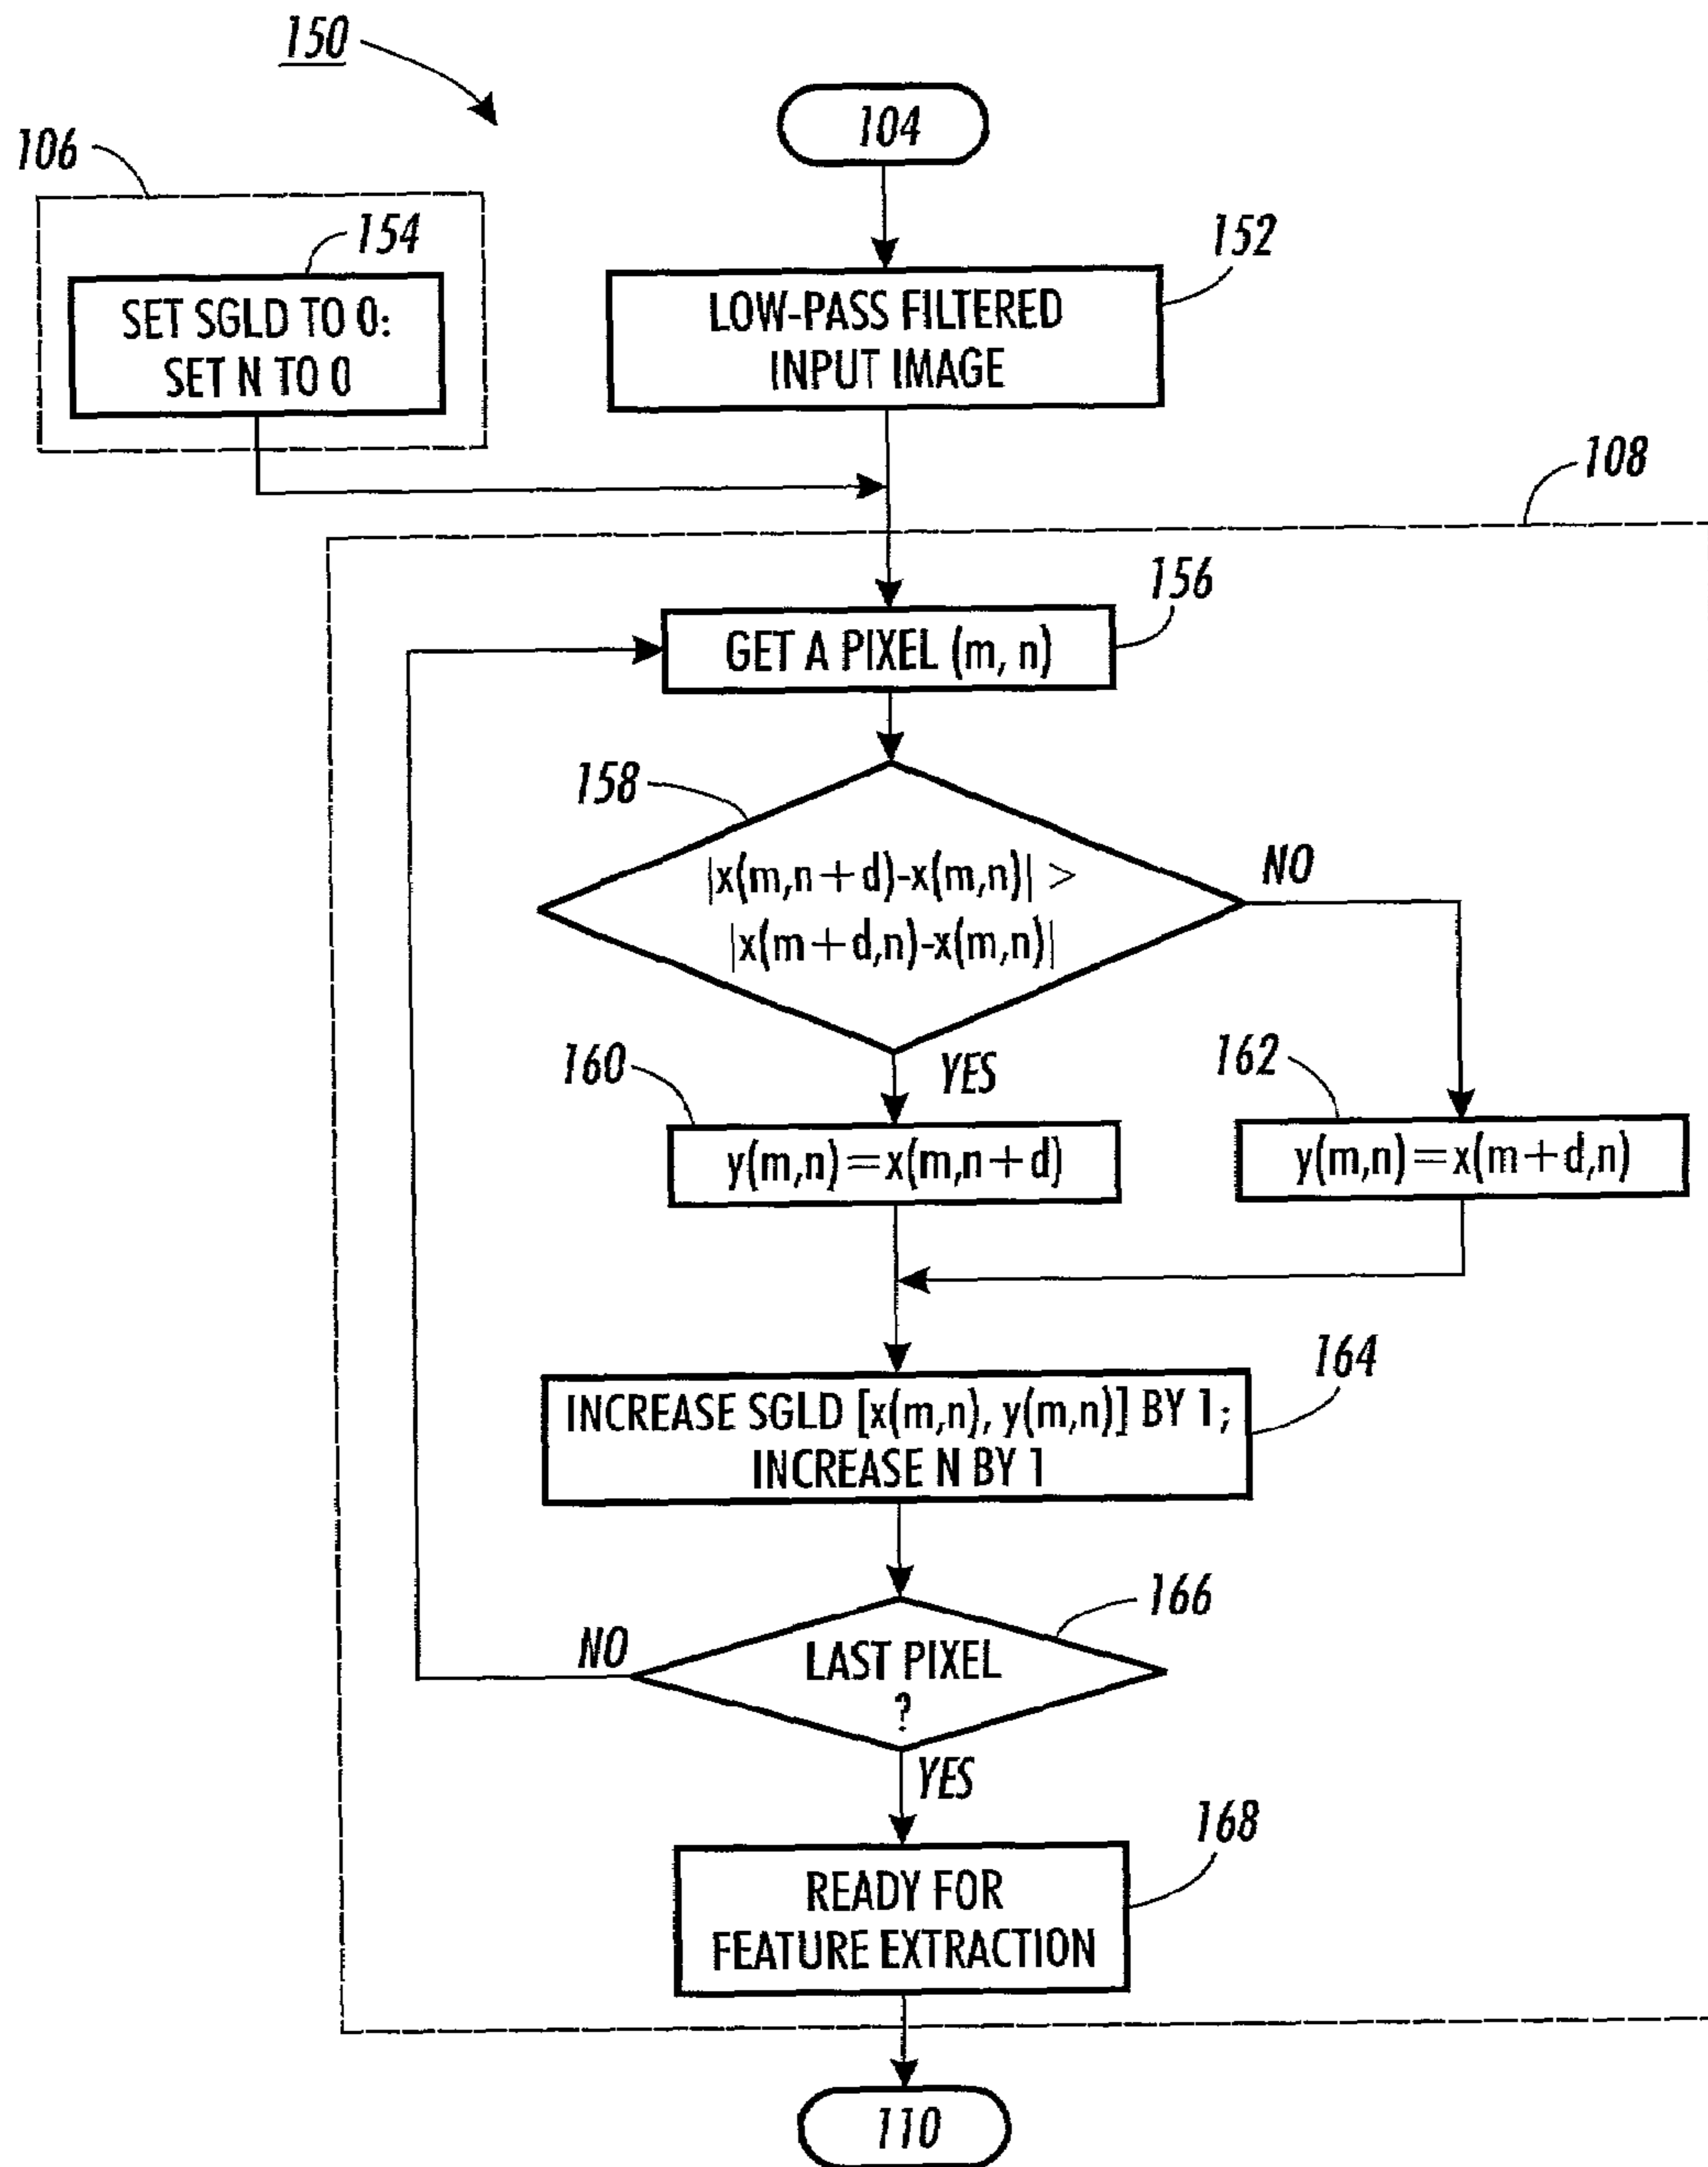 150
104
106
154
152
SET SGLD TO 0:
SET N TO 0
LOW-PASS FILTERED
INPUT IMAGE
108
156
GET A PIXEL (m, n)
158
|x(m,n+d)-x(m,n)| >
|x(m+d,n)-x(m,n)|
NO
YES
160
162
y(m,n)=x(m,n+d)
y(m,n)=x(m+d,n)
164
INCREASE SGLD [x(m,n), y(m,n)] BY 1;
INCREASE N BY 1
166
NO
LAST PIXEL
?
YES
168
READY FOR
FEATURE EXTRACTION
110